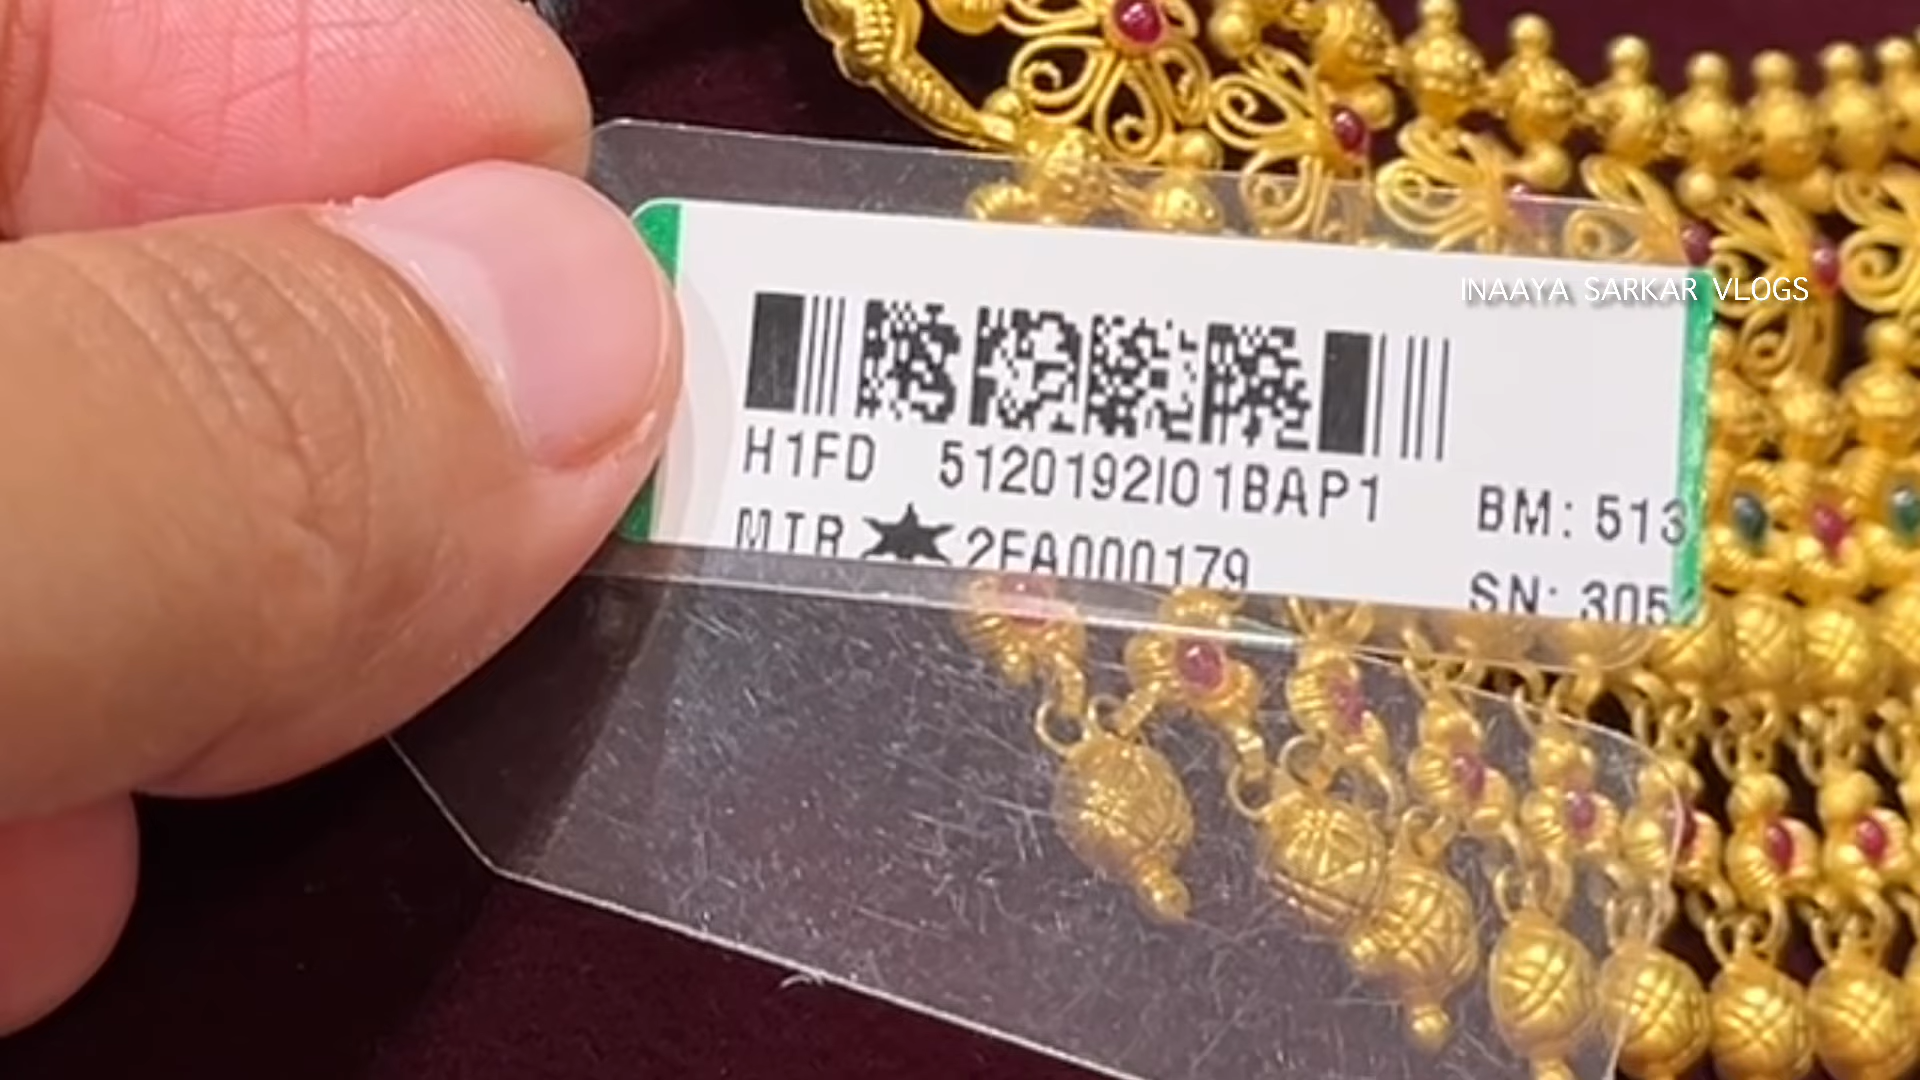 INAAYA SARKAR VLOGS
H1FD 5120192I01BAP1
BM: 513
MTR 2FA000179
SN: 305